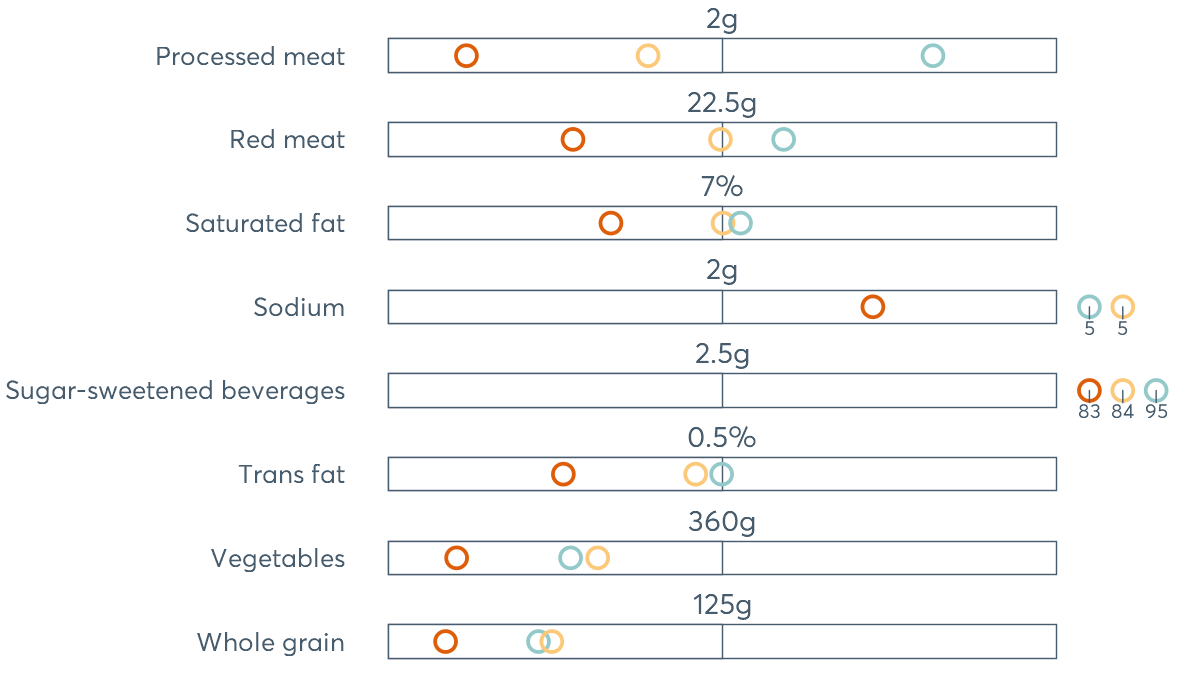 2g
Processed meat
22.5g
Red meat
7%
Saturated fat
2g
Sodium
5 5
2.5g
Sugar-sweetened beverages
83 84 95
0.5%
Trans fat
360g
Vegetables
125g
Whole grain